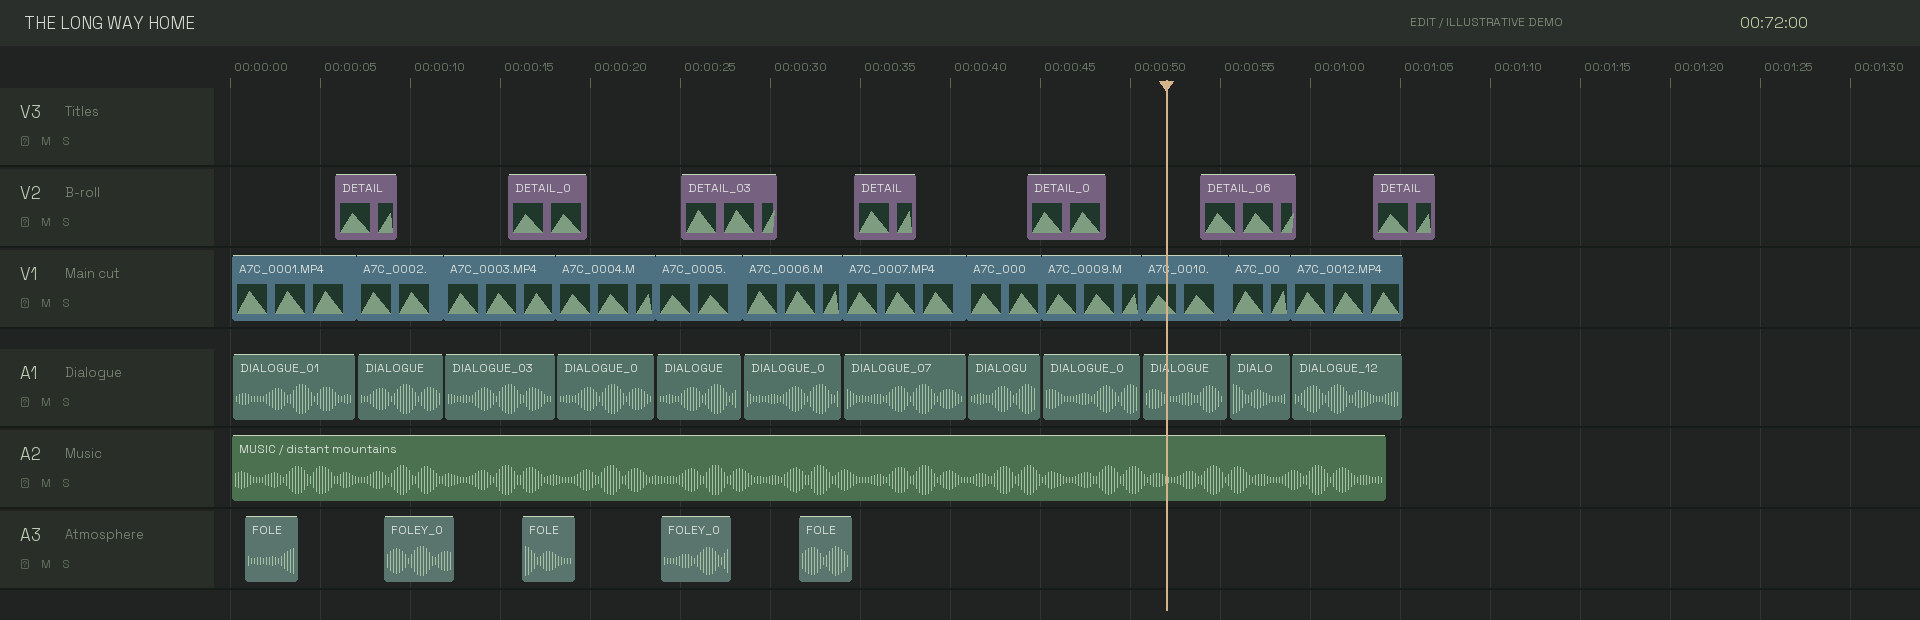 THE LONG WAY HOME
EDIT / ILLUSTRATIVE DEMO
00:72:00
00:00:00 00:00:05 00:00:10 00:00:15 00:00:20 00:00:25 00:00:30 00:00:35 00:00:40 00:00:45 00:00:50 00:00:55 00:01:00 00:01:05 00:01:10 00:01:15 00:01:20 00:01:25 00:01:30
V3 Titles
M S
V2 B-roll
M S
DETAIL DETAIL_0 DETAIL_03 DETAIL DETAIL_0 DETAIL_06 DETAIL
V1 Main cut
M S
A7C_0001.MP4 A7C_0002. A7C_0003.MP4 A7C_0004.M A7C_0005. A7C_0006.M A7C_0007.MP4 A7C_000 A7C_0009.M A7C_0010. A7C_00 A7C_0012.MP4
A1 Dialogue
M S
DIALOGUE_01 DIALOGUE DIALOGUE_03 DIALOGUE_0 DIALOGUE DIALOGUE_0 DIALOGUE_07 DIALOGU DIALOGUE_0 DIALOGUE DIALO DIALOGUE_12
A2 Music
M S
MUSIC / distant mountains
A3 Atmosphere
M S
FOLE FOLEY_0 FOLE FOLEY_0 FOLE